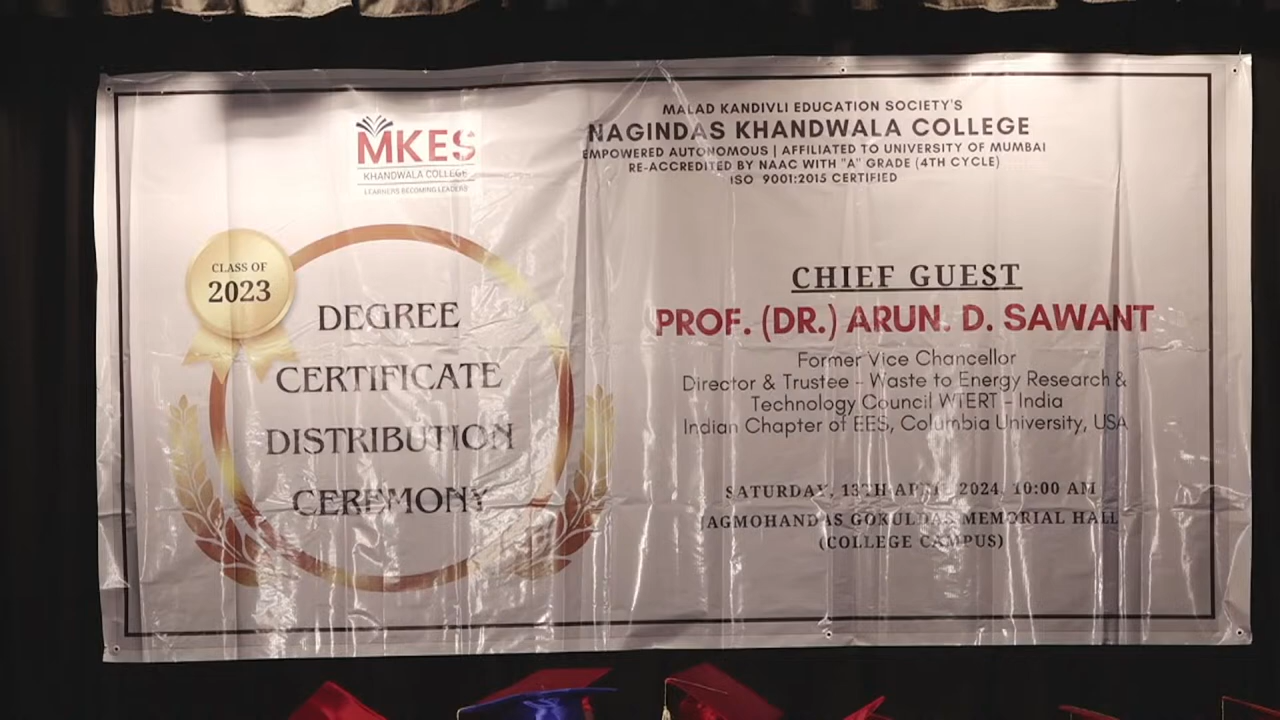 MKES
KHANDWALA COLLEGE
LEARNERS BECOMING LEADERS
CLASS OF
2023
DEGREE
CERTIFICATE
DISTRIBUTION
CEREMONY
MALAD KANDIVLI EDUCATION SOCIETY'S
NAGINDAS KHANDWALA COLLEGE
EMPOWERED AUTONOMOUS | AFFILIATED TO UNIVERSITY OF MUMBAI
RE-ACCREDITED BY NAAC WITH "A" GRADE (4TH CYCLE)
ISO 9001:2015 CERTIFIED
CHIEF GUEST
PROF. (DR.) ARUN. D. SAWANT
Former Vice Chancellor
Director & Trustee - Waste to Energy Research &
Technology Council WTERT - India
Indian Chapter of EES, Columbia University, USA
SATURDAY, 13TH APRIL, 2024, 10:00 AM
JAGMOHANDAS GOKULDAS MEMORIAL HALL
(COLLEGE CAMPUS)